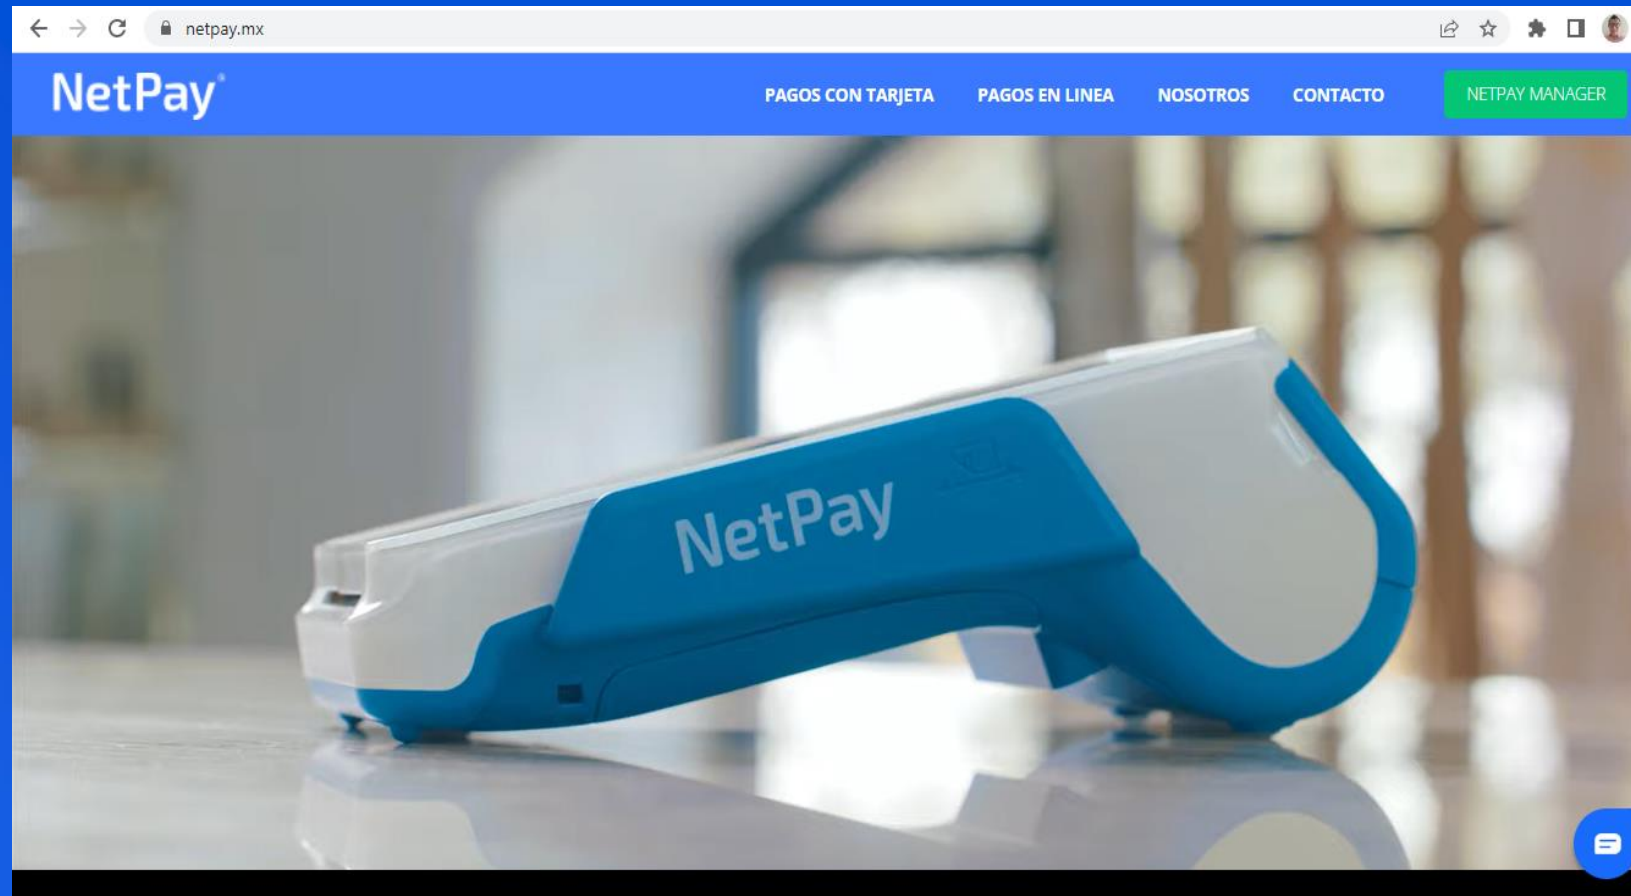 netpay.mx
NetPay®
PAGOS CON TARJETA
PAGOS EN LINEA
NOSOTROS
CONTACTO
NETPAY MANAGER
NetPay